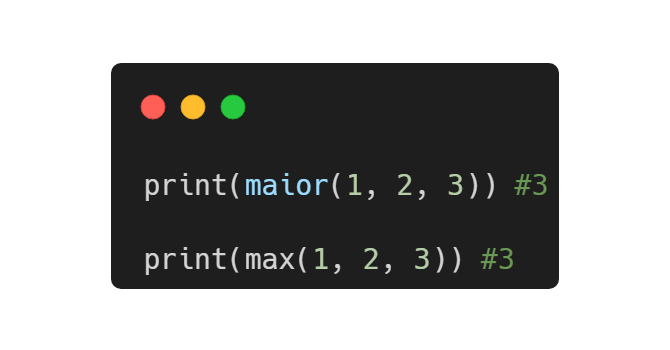 print(maior(1, 2, 3)) #3
print(max(1, 2, 3)) #3